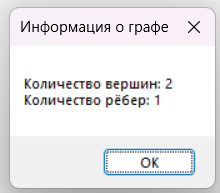 Информация о графе
Количество вершин: 2
Количество рёбер: 1
OK